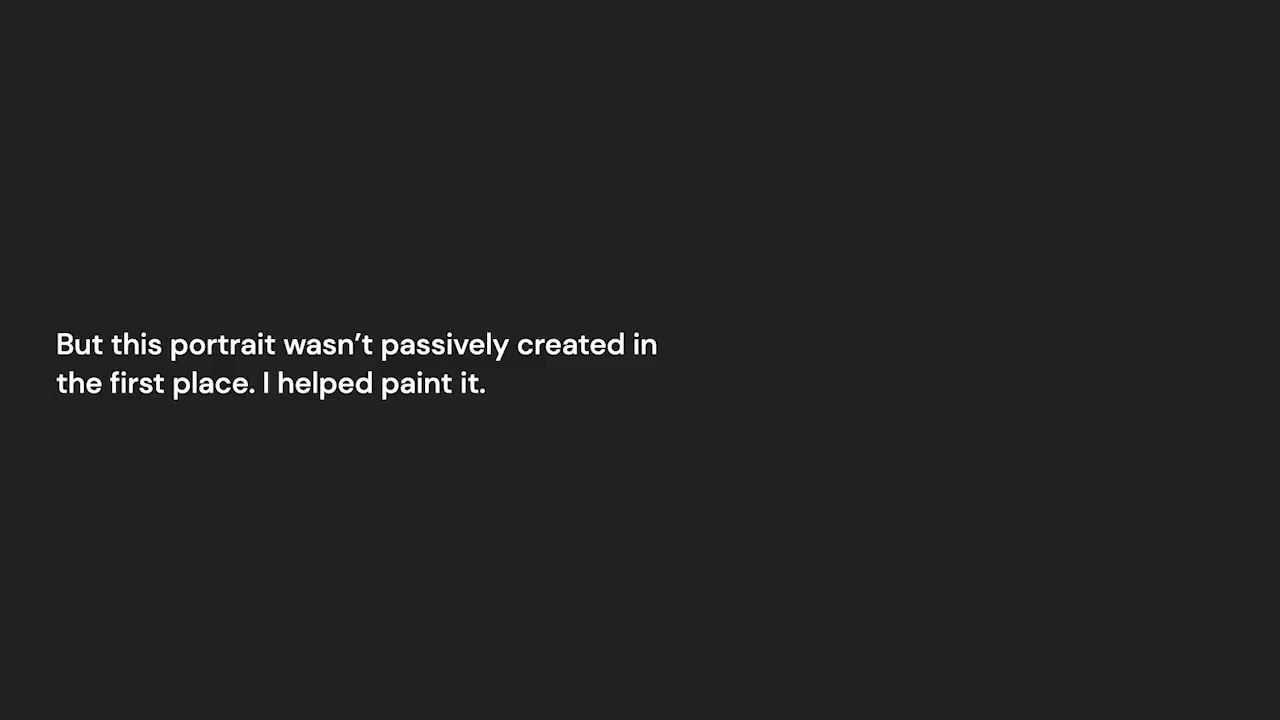 But this portrait wasn’t passively created in
the first place. I helped paint it.